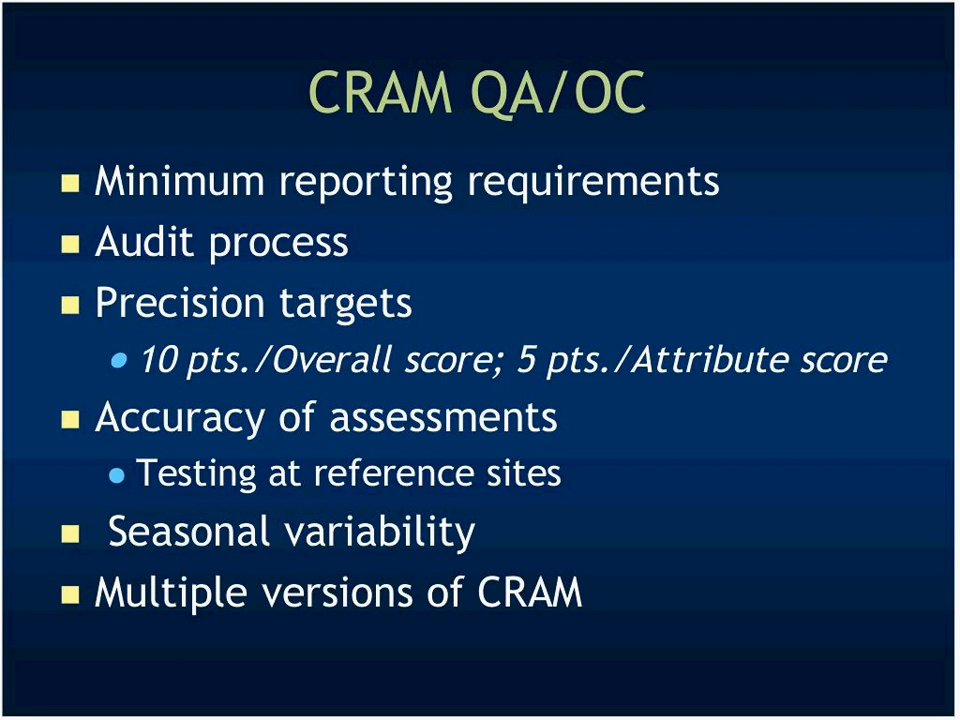 CRAM QA/OC
Minimum reporting requirements
Audit process
Precision targets
10 pts./Overall score; 5 pts./Attribute score
Accuracy of assessments
Testing at reference sites
Seasonal variability
Multiple versions of CRAM